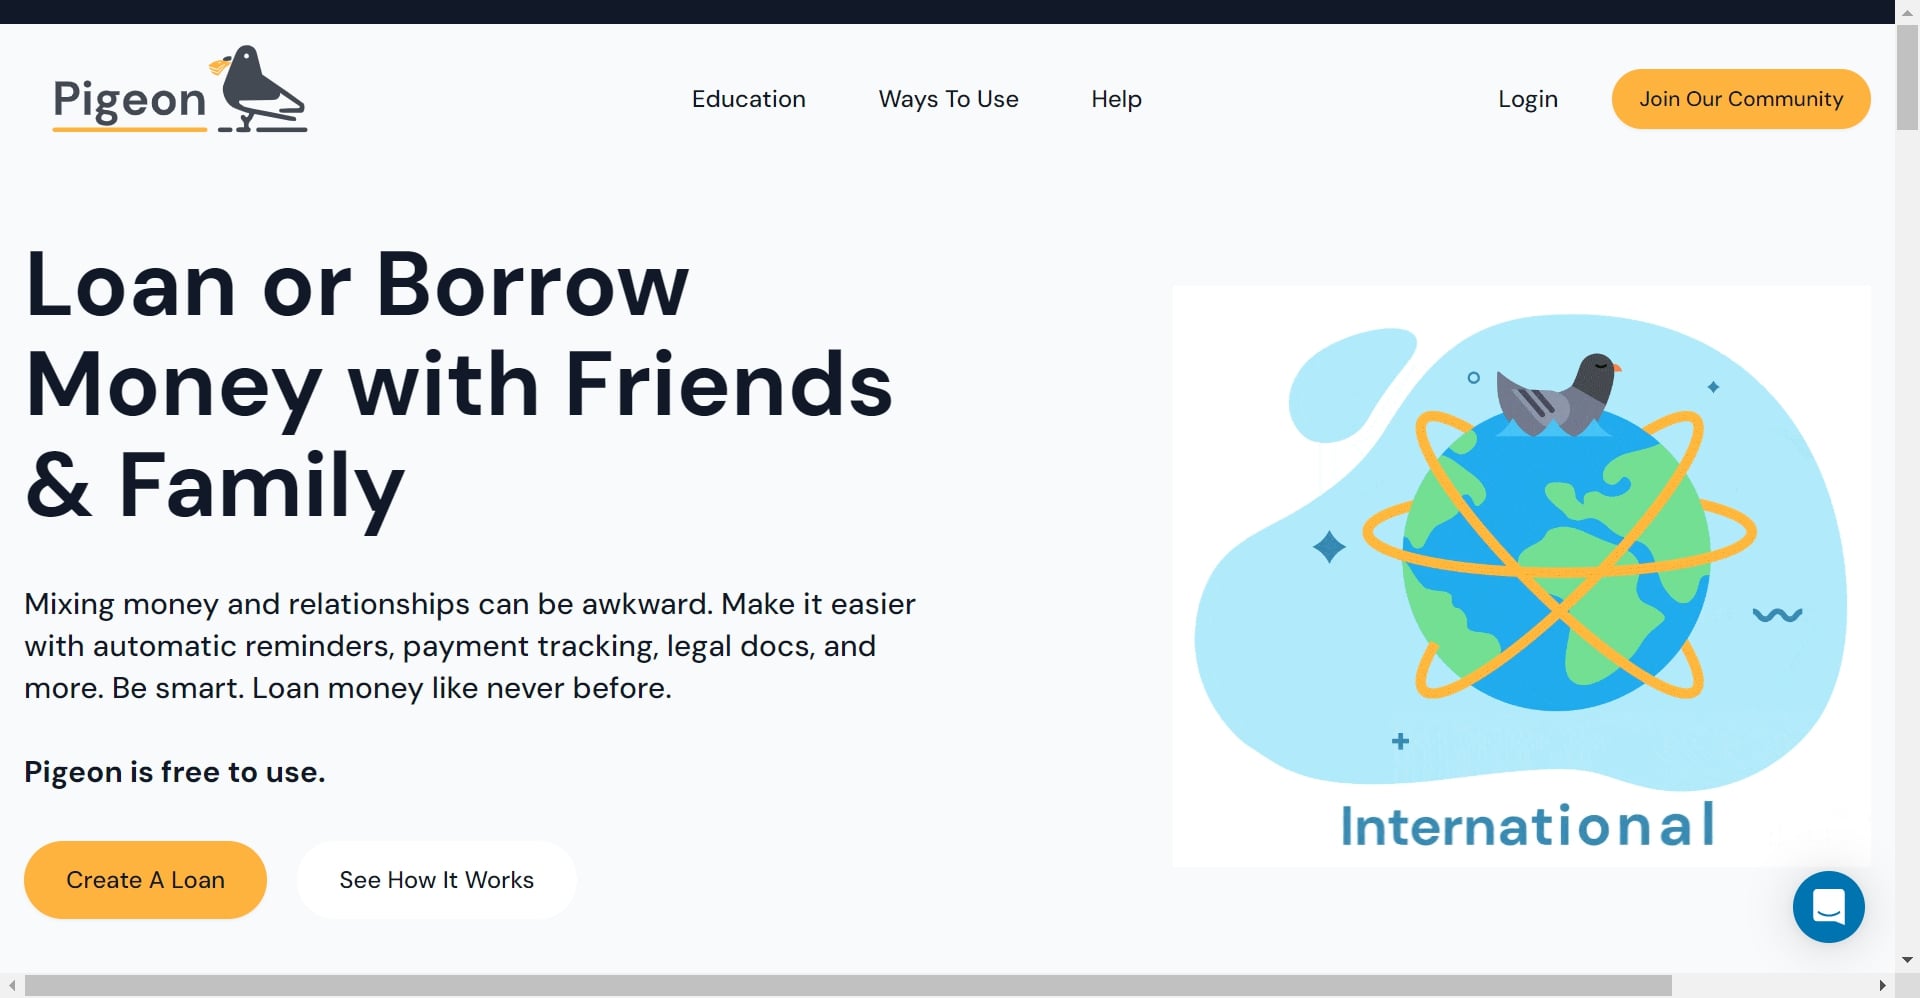 Pigeon
Education
Ways To Use
Help
Login
Join Our Community
Loan or Borrow
Money with Friends
& Family
Mixing money and relationships can be awkward. Make it easier
with automatic reminders, payment tracking, legal docs, and
more. Be smart. Loan money like never before.
Pigeon is free to use.
Create A Loan
See How It Works
International